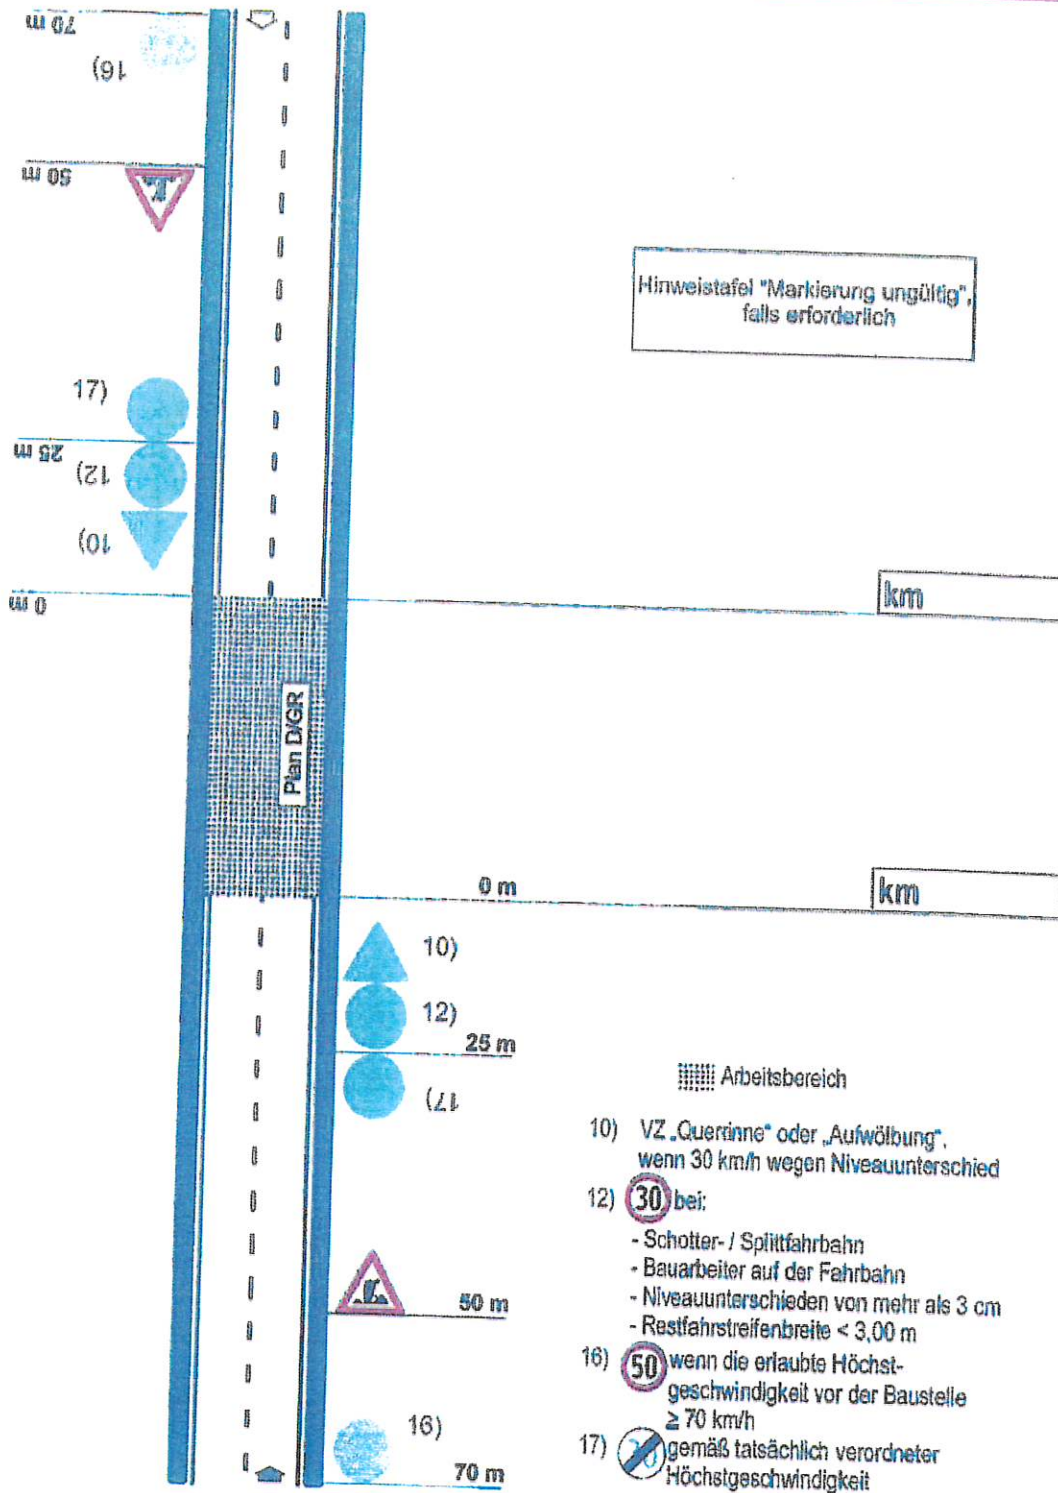 70 m
16)
50 m
Hinweistafel "Markierung ungültig",
falls erforderlich
17)
25 m
12)
10)
0 m
km
Plan D/GR
0 m
km
10)
12)
25 m
17)
Arbeitsbereich
10) VZ „Querrinne" oder „Aufwölbung",
wenn 30 km/h wegen Niveauunterschied
12) 30 bei:
- Schotter- / Splittfahrbahn
- Bauarbeiter auf der Fahrbahn
50 m
- Niveauunterschieden von mehr als 3 cm
- Restfahrstreifenbreite < 3,00 m
16) 50 wenn die erlaubte Höchst-
geschwindigkeit vor der Baustelle
≥ 70 km/h
16)
17) 30 gemäß tatsächlich verordneter
Höchstgeschwindigkeit
70 m